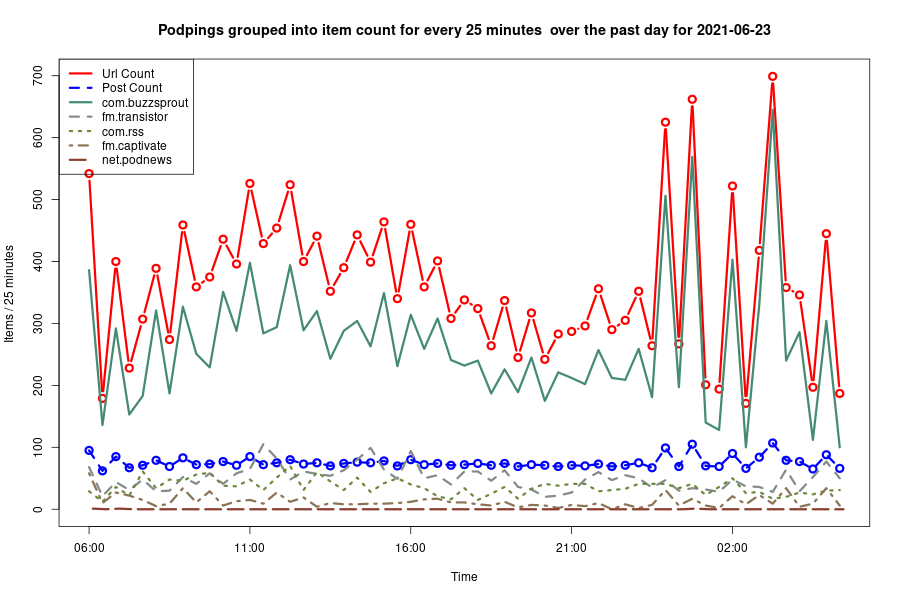 Podpings grouped into item count for every 25 minutes  over the past day for 2021-06-23
Url Count
Post Count
com.buzzsprout
fm.transistor
com.rss
fm.captivate
net.podnews
Items / 25 minutes
700
600
500
400
300
200
100
0
06:00 11:00 16:00 21:00 02:00
Time